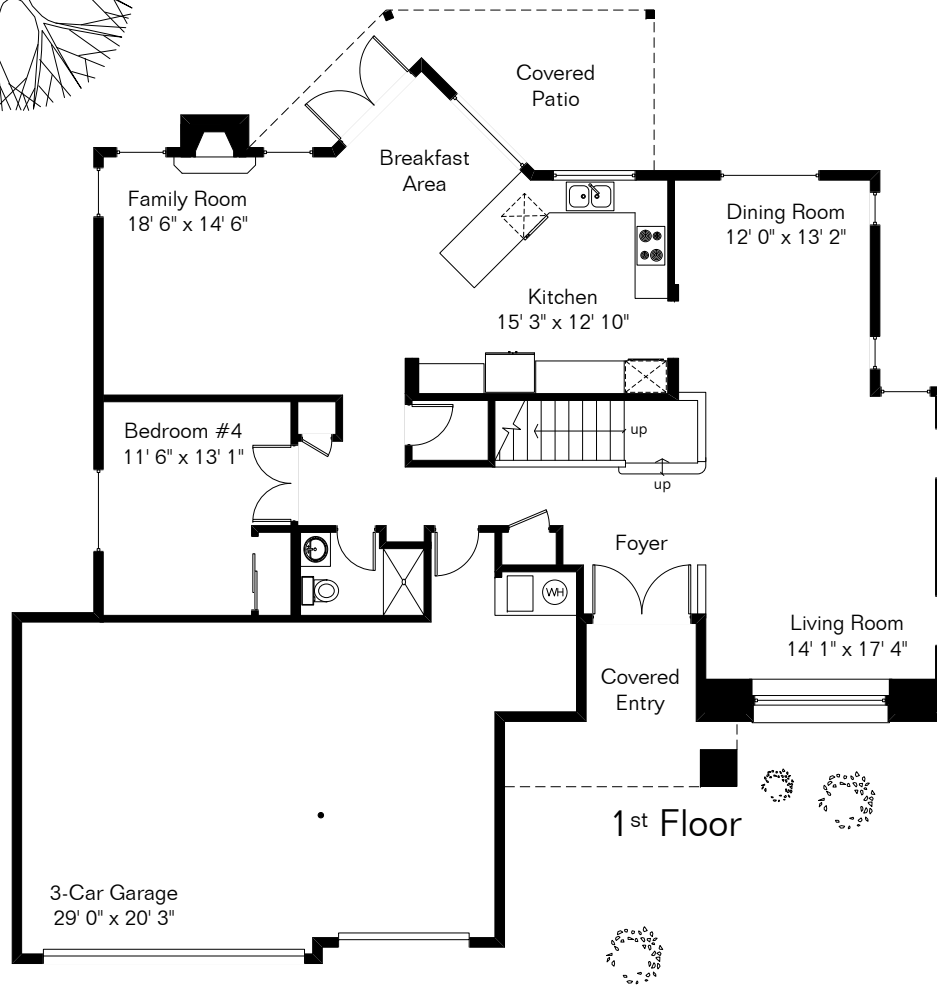 Covered
Patio
Breakfast
Area
Family Room
18' 6" x 14' 6"
Dining Room
12' 0" x 13' 2"
Kitchen
15' 3" x 12' 10"
Bedroom #4
11' 6" x 13' 1"
up
up
Foyer
WH
Living Room
14' 1" x 17' 4"
Covered
Entry
1st Floor
3-Car Garage
29' 0" x 20' 3"